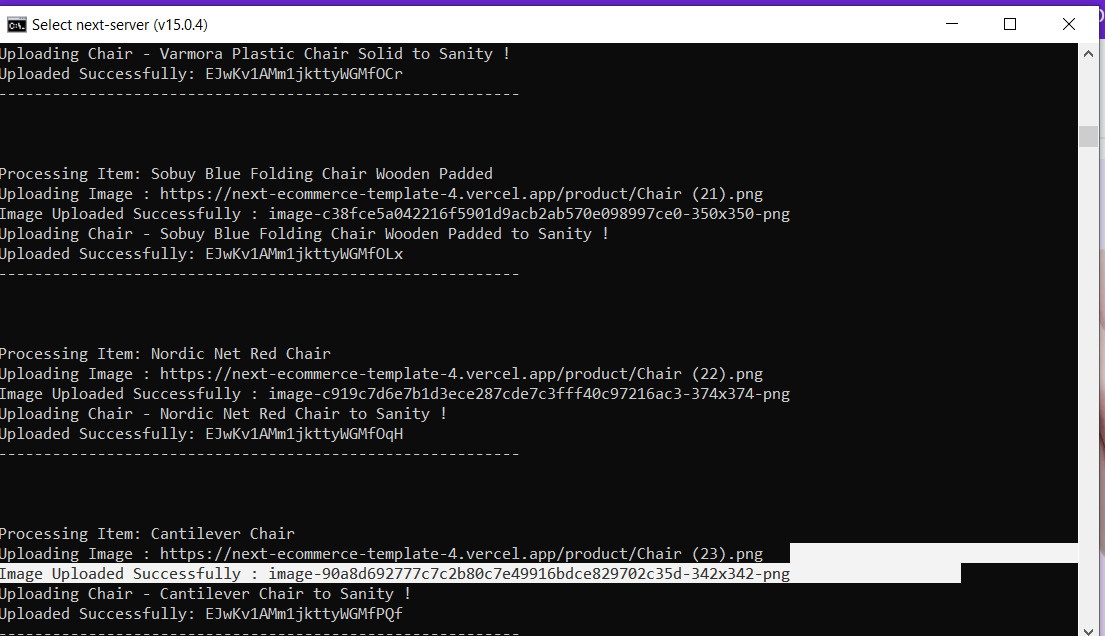 Select next-server (v15.0.4)
Uploading Chair - Varmora Plastic Chair Solid to Sanity !
Uploaded Successfully: EJwKv1AMm1jkttyWGMfOCr
----------------------------------------------------------
Processing Item: Sobuy Blue Folding Chair Wooden Padded
Uploading Image : https://next-ecommerce-template-4.vercel.app/product/Chair (21).png
Image Uploaded Successfully : image-c38fce5a042216f5901d9acb2ab570e098997ce0-350x350-png
Uploading Chair - Sobuy Blue Folding Chair Wooden Padded to Sanity !
Uploaded Successfully: EJwKv1AMm1jkttyWGMfOLx
----------------------------------------------------------
Processing Item: Nordic Net Red Chair
Uploading Image : https://next-ecommerce-template-4.vercel.app/product/Chair (22).png
Image Uploaded Successfully : image-c919c7d6e7b1d3ece287cde7c3fff40c97216ac3-374x374-png
Uploading Chair - Nordic Net Red Chair to Sanity !
Uploaded Successfully: EJwKv1AMm1jkttyWGMfOqH
----------------------------------------------------------
Processing Item: Cantilever Chair
Uploading Image : https://next-ecommerce-template-4.vercel.app/product/Chair (23).png
Image Uploaded Successfully : image-90a8d692777c7c2b80c7e49916bdce829702c35d-342x342-png
Uploading Chair - Cantilever Chair to Sanity !
Uploaded Successfully: EJwKv1AMm1jkttyWGMfPQf
----------------------------------------------------------